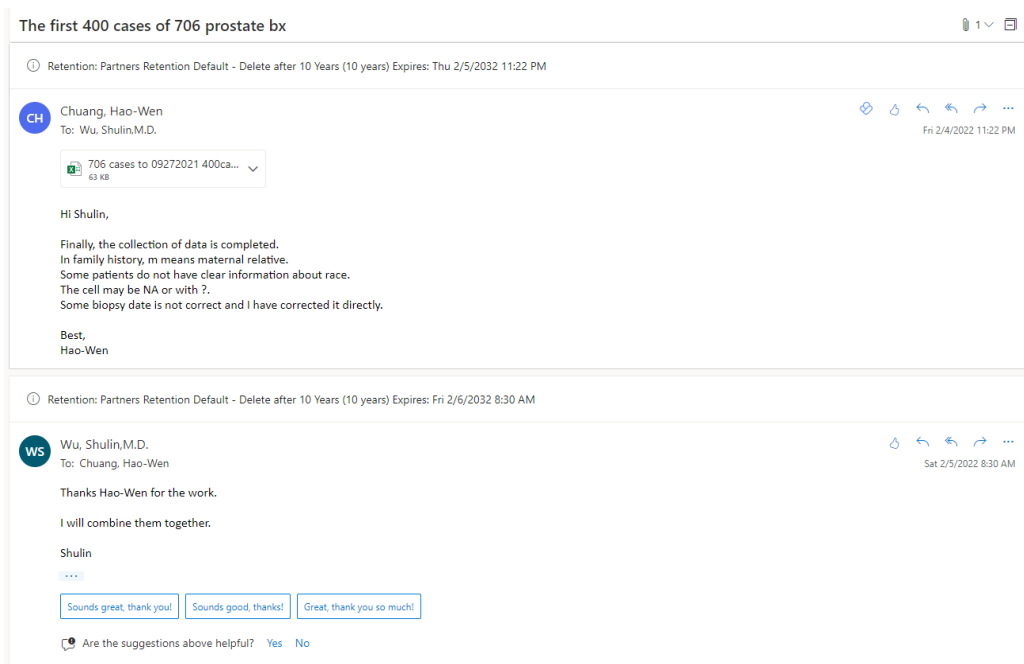 The first 400 cases of 706 prostate bx
1
Retention: Partners Retention Default - Delete after 10 Years (10 years) Expires: Thu 2/5/2032 11:22 PM
CH
Chuang, Hao-Wen
To: Wu, Shulin,M.D.
Fri 2/4/2022 11:22 PM
706 cases to 09272021 400ca...
63 KB
Hi Shulin,
Finally, the collection of data is completed.
In family history, m means maternal relative.
Some patients do not have clear information about race.
The cell may be NA or with ?.
Some biopsy date is not correct and I have corrected it directly.
Best,
Hao-Wen
Retention: Partners Retention Default - Delete after 10 Years (10 years) Expires: Fri 2/6/2032 8:30 AM
WS
Wu, Shulin,M.D.
To: Chuang, Hao-Wen
Sat 2/5/2022 8:30 AM
Thanks Hao-Wen for the work.
I will combine them together.
Shulin
...
Sounds great, thank you! Sounds good, thanks! Great, thank you so much!
Are the suggestions above helpful? Yes No